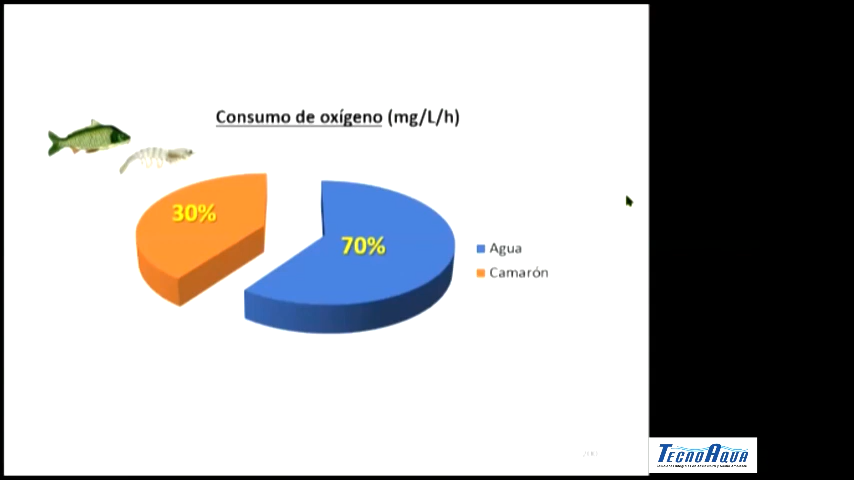 Consumo de oxígeno (mg/L/h)
30%
70%
Agua
Camarón
TECNOAQUA